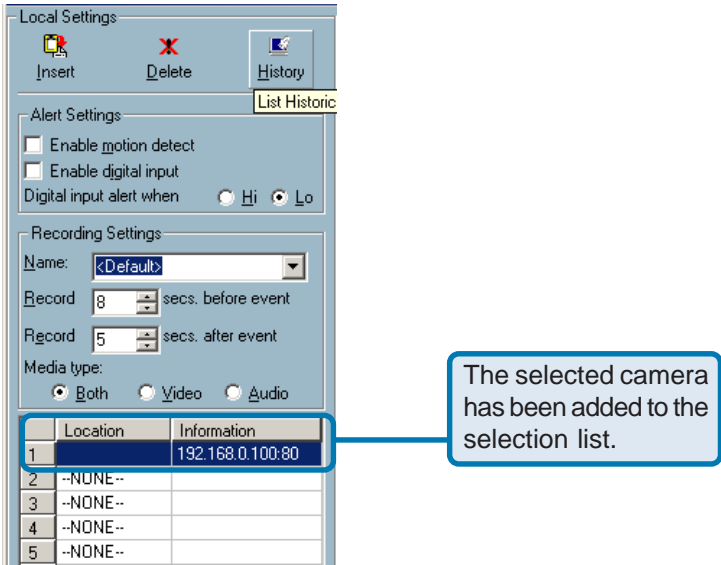 Local Settings
Insert Delete History
List Historic
Alert Settings
Enable motion detect
Enable digital input
Digital input alert when Hi Lo
Recording Settings
Name: <Default>
Record 8 secs. before event
Record 5 secs. after event
Media type:
Both Video Audio
Location Information
1 192.168.0.100:80
2 --NONE--
3 --NONE--
4 --NONE--
5 --NONE--
The selected camera
has been added to the
selection list.